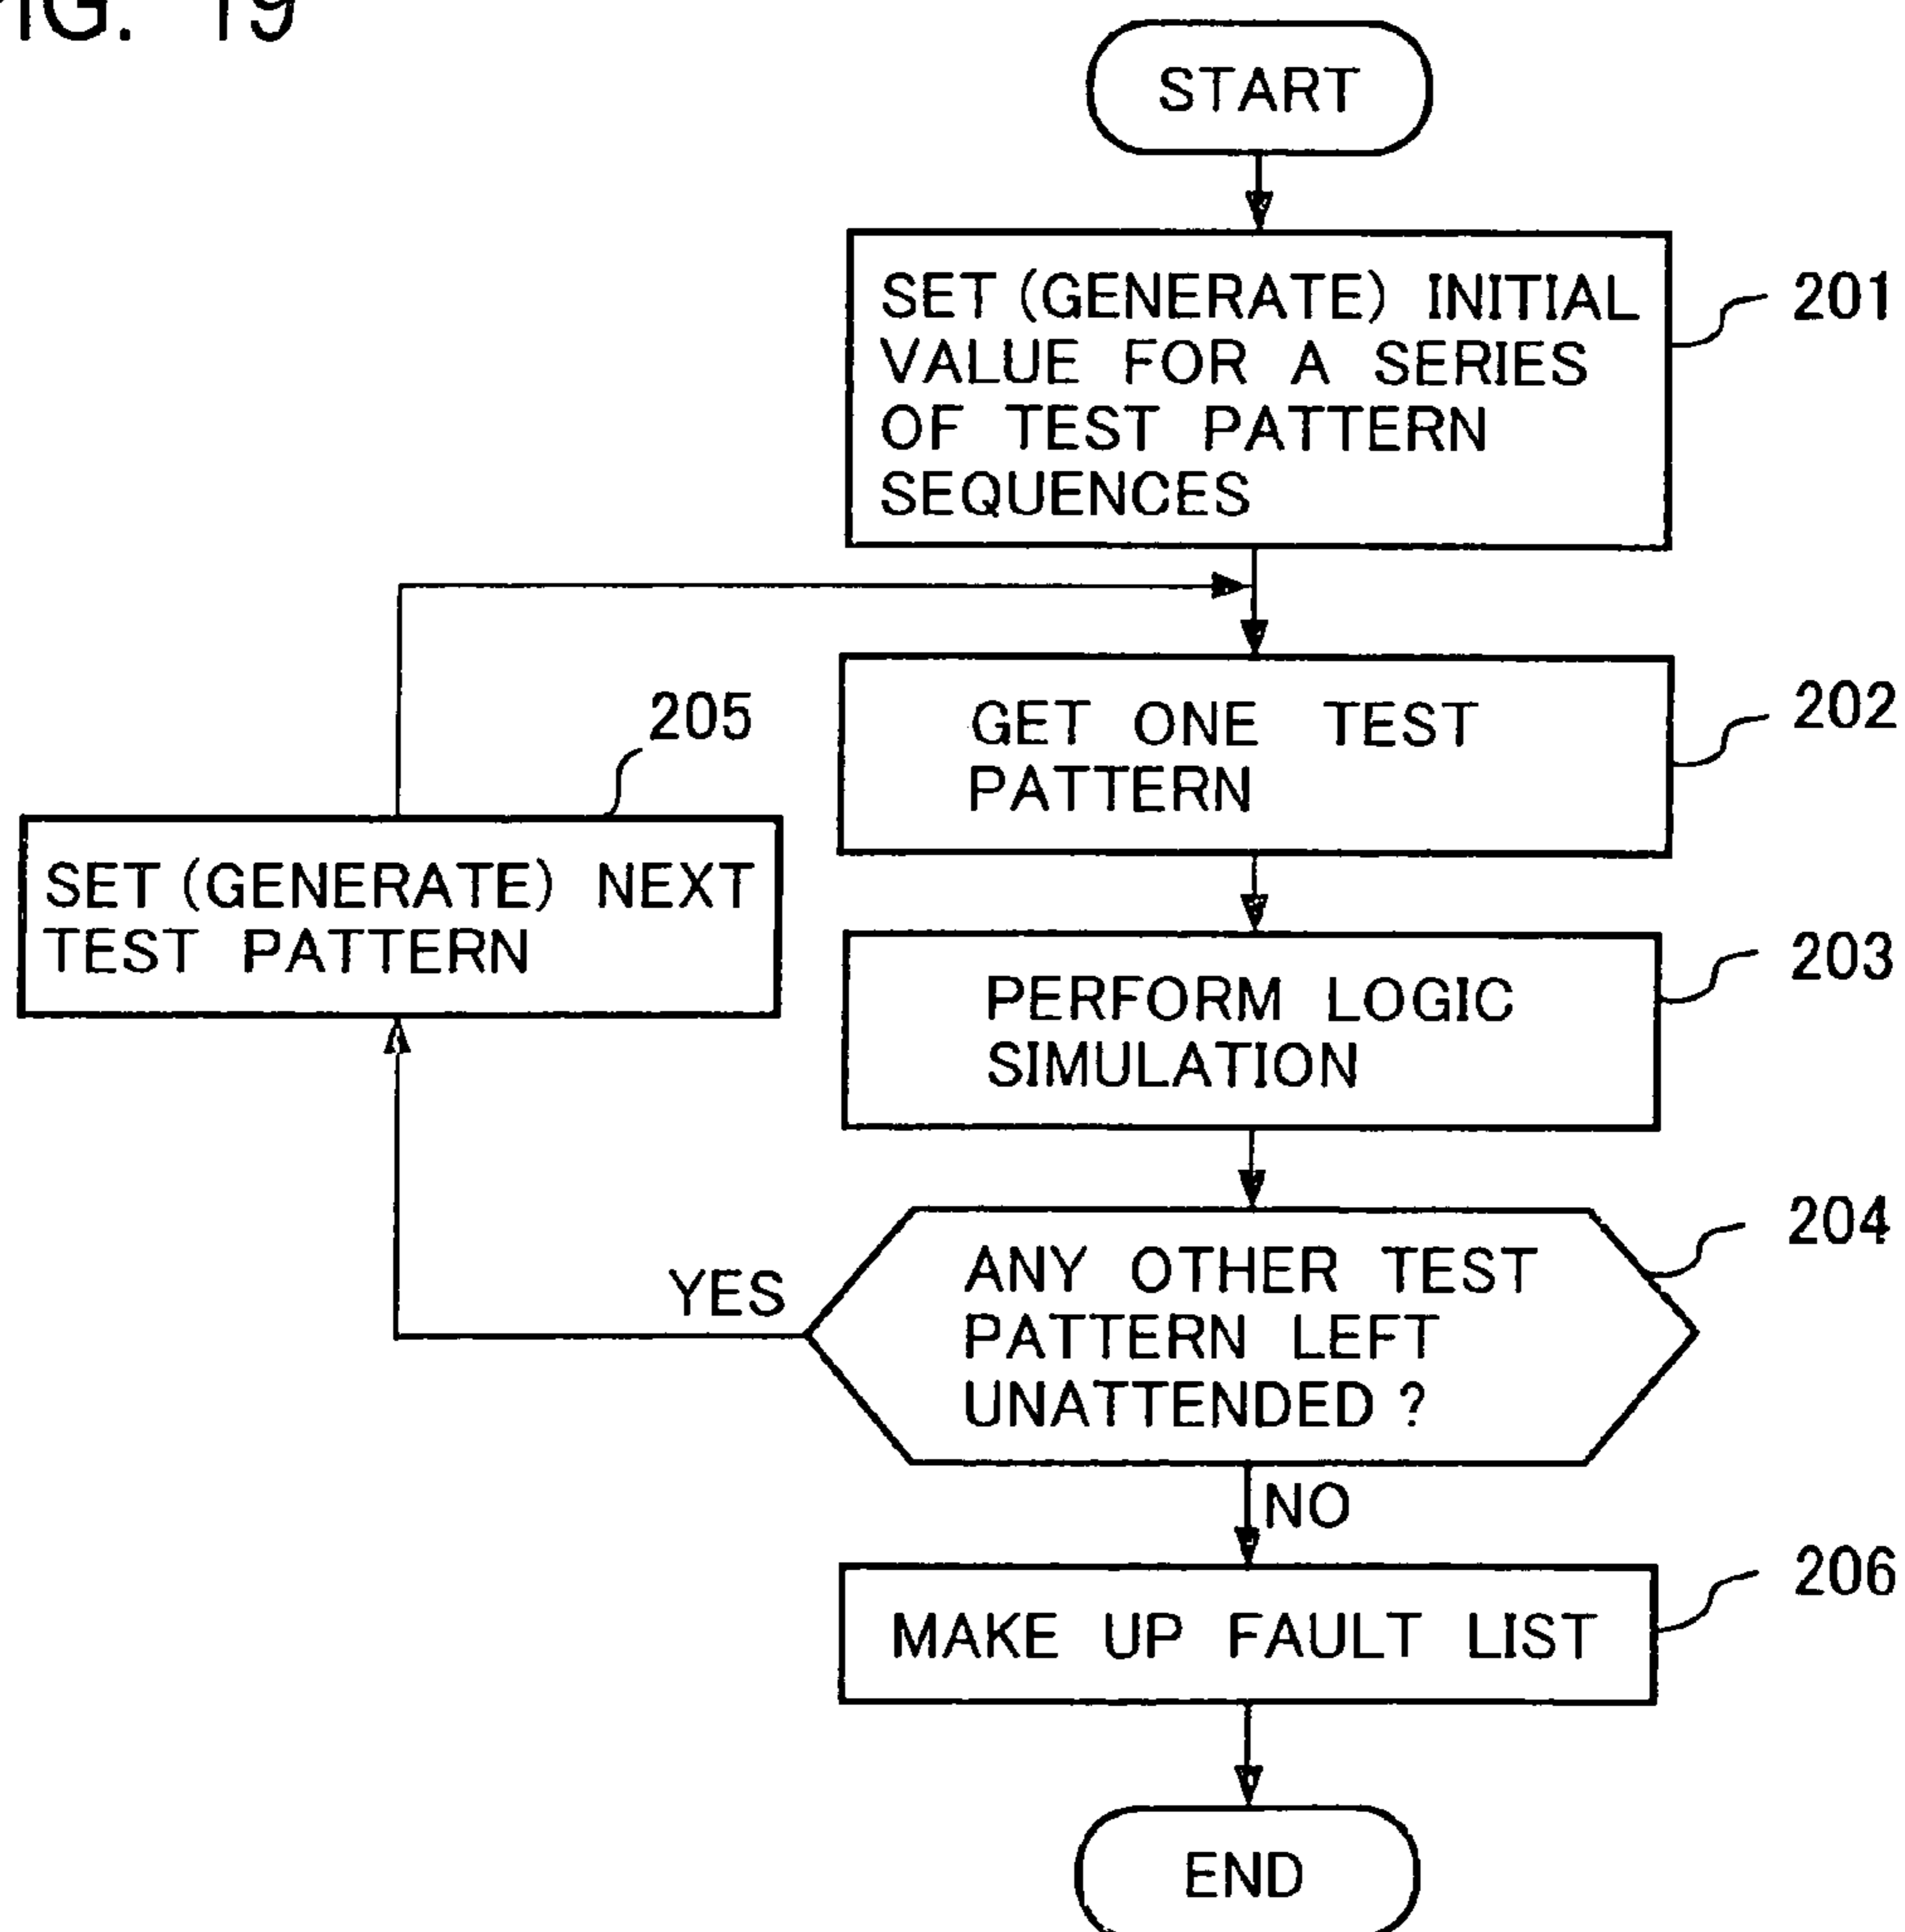 FIG. 19
START
SET (GENERATE) INITIAL
VALUE FOR A SERIES
OF TEST PATTERN
SEQUENCES
201
GET ONE TEST
PATTERN
202
205
SET (GENERATE) NEXT
TEST PATTERN
PERFORM LOGIC
SIMULATION
203
ANY OTHER TEST
PATTERN LEFT
UNATTENDED ?
204
YES
NO
MAKE UP FAULT LIST
206
END